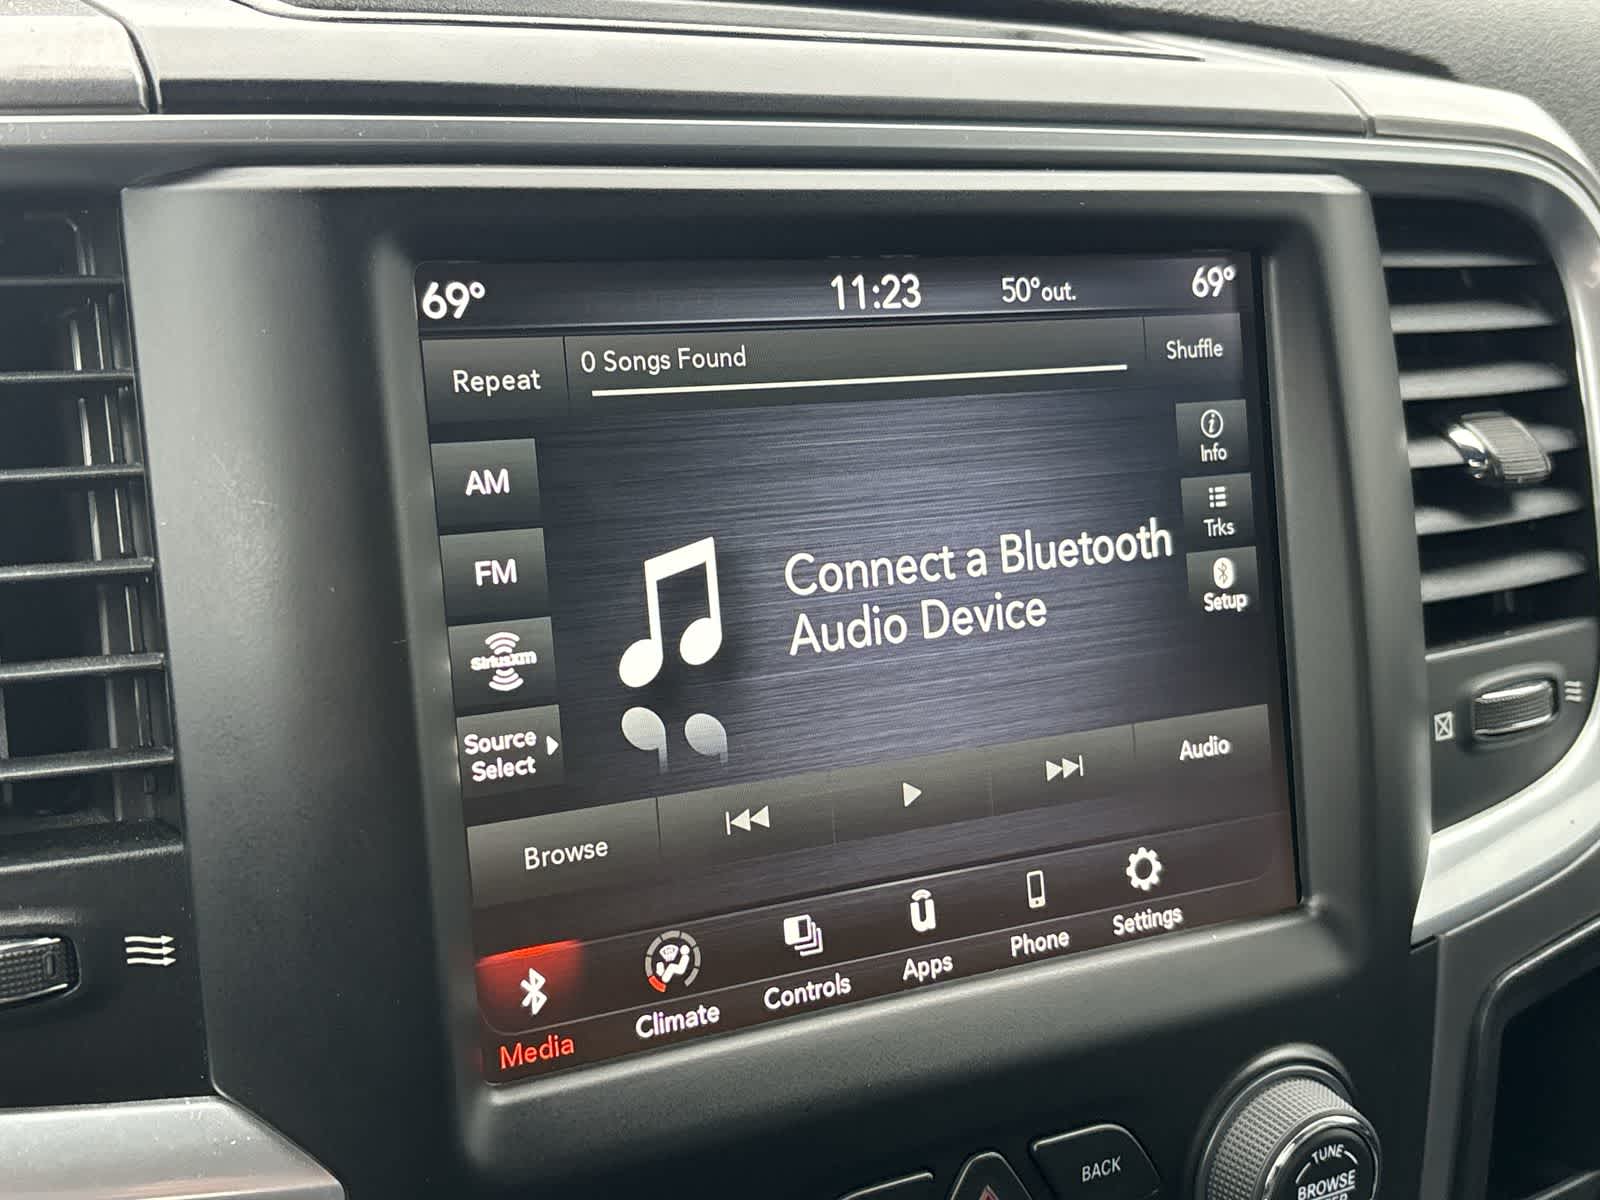 69° 11:23 50°out. 69°
Repeat 0 Songs Found Shuffle
AM
FM
SiriusXM
Source
Select
Info
Trks
Setup
Connect a Bluetooth
Audio Device
Browse
Audio
Media Climate Controls Apps Phone Settings
BACK
TUNE
BROWSE